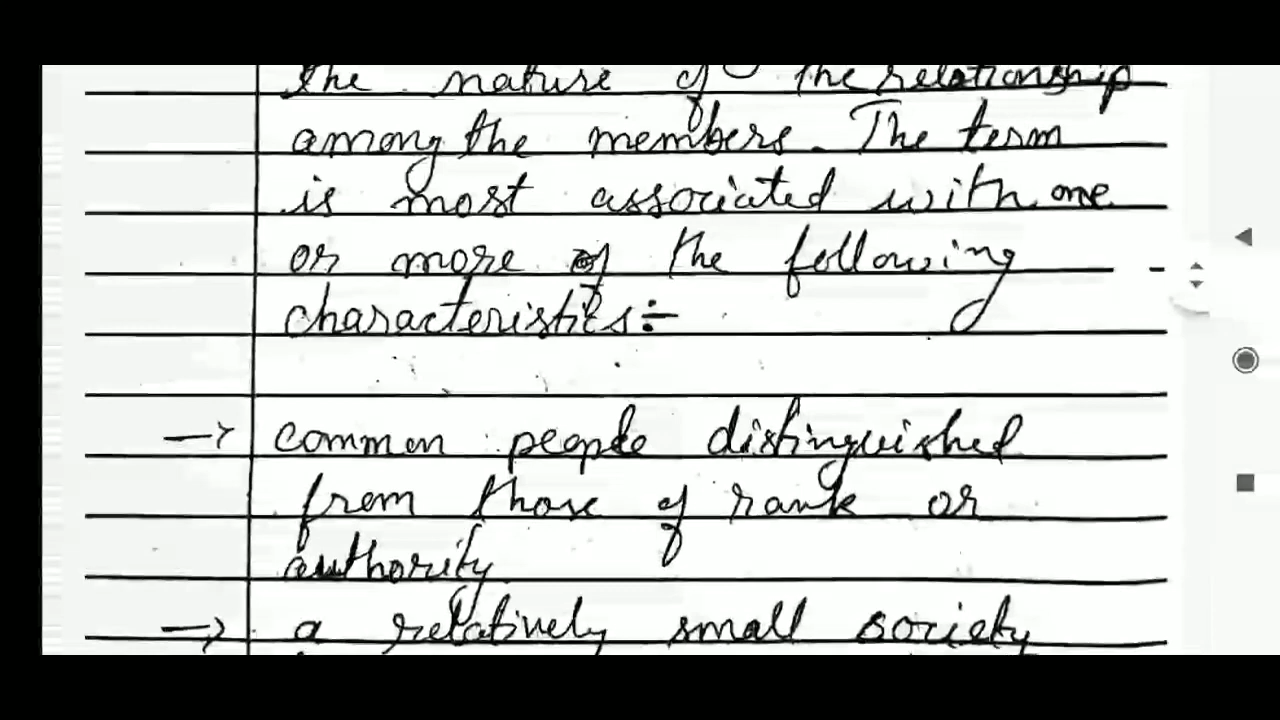 the nature of the relationship
among the members. The term
is most associated with one
or more of the following -
characteristics ÷
→ common people distinguished
from those of rank or
authority
→ a relatively small society